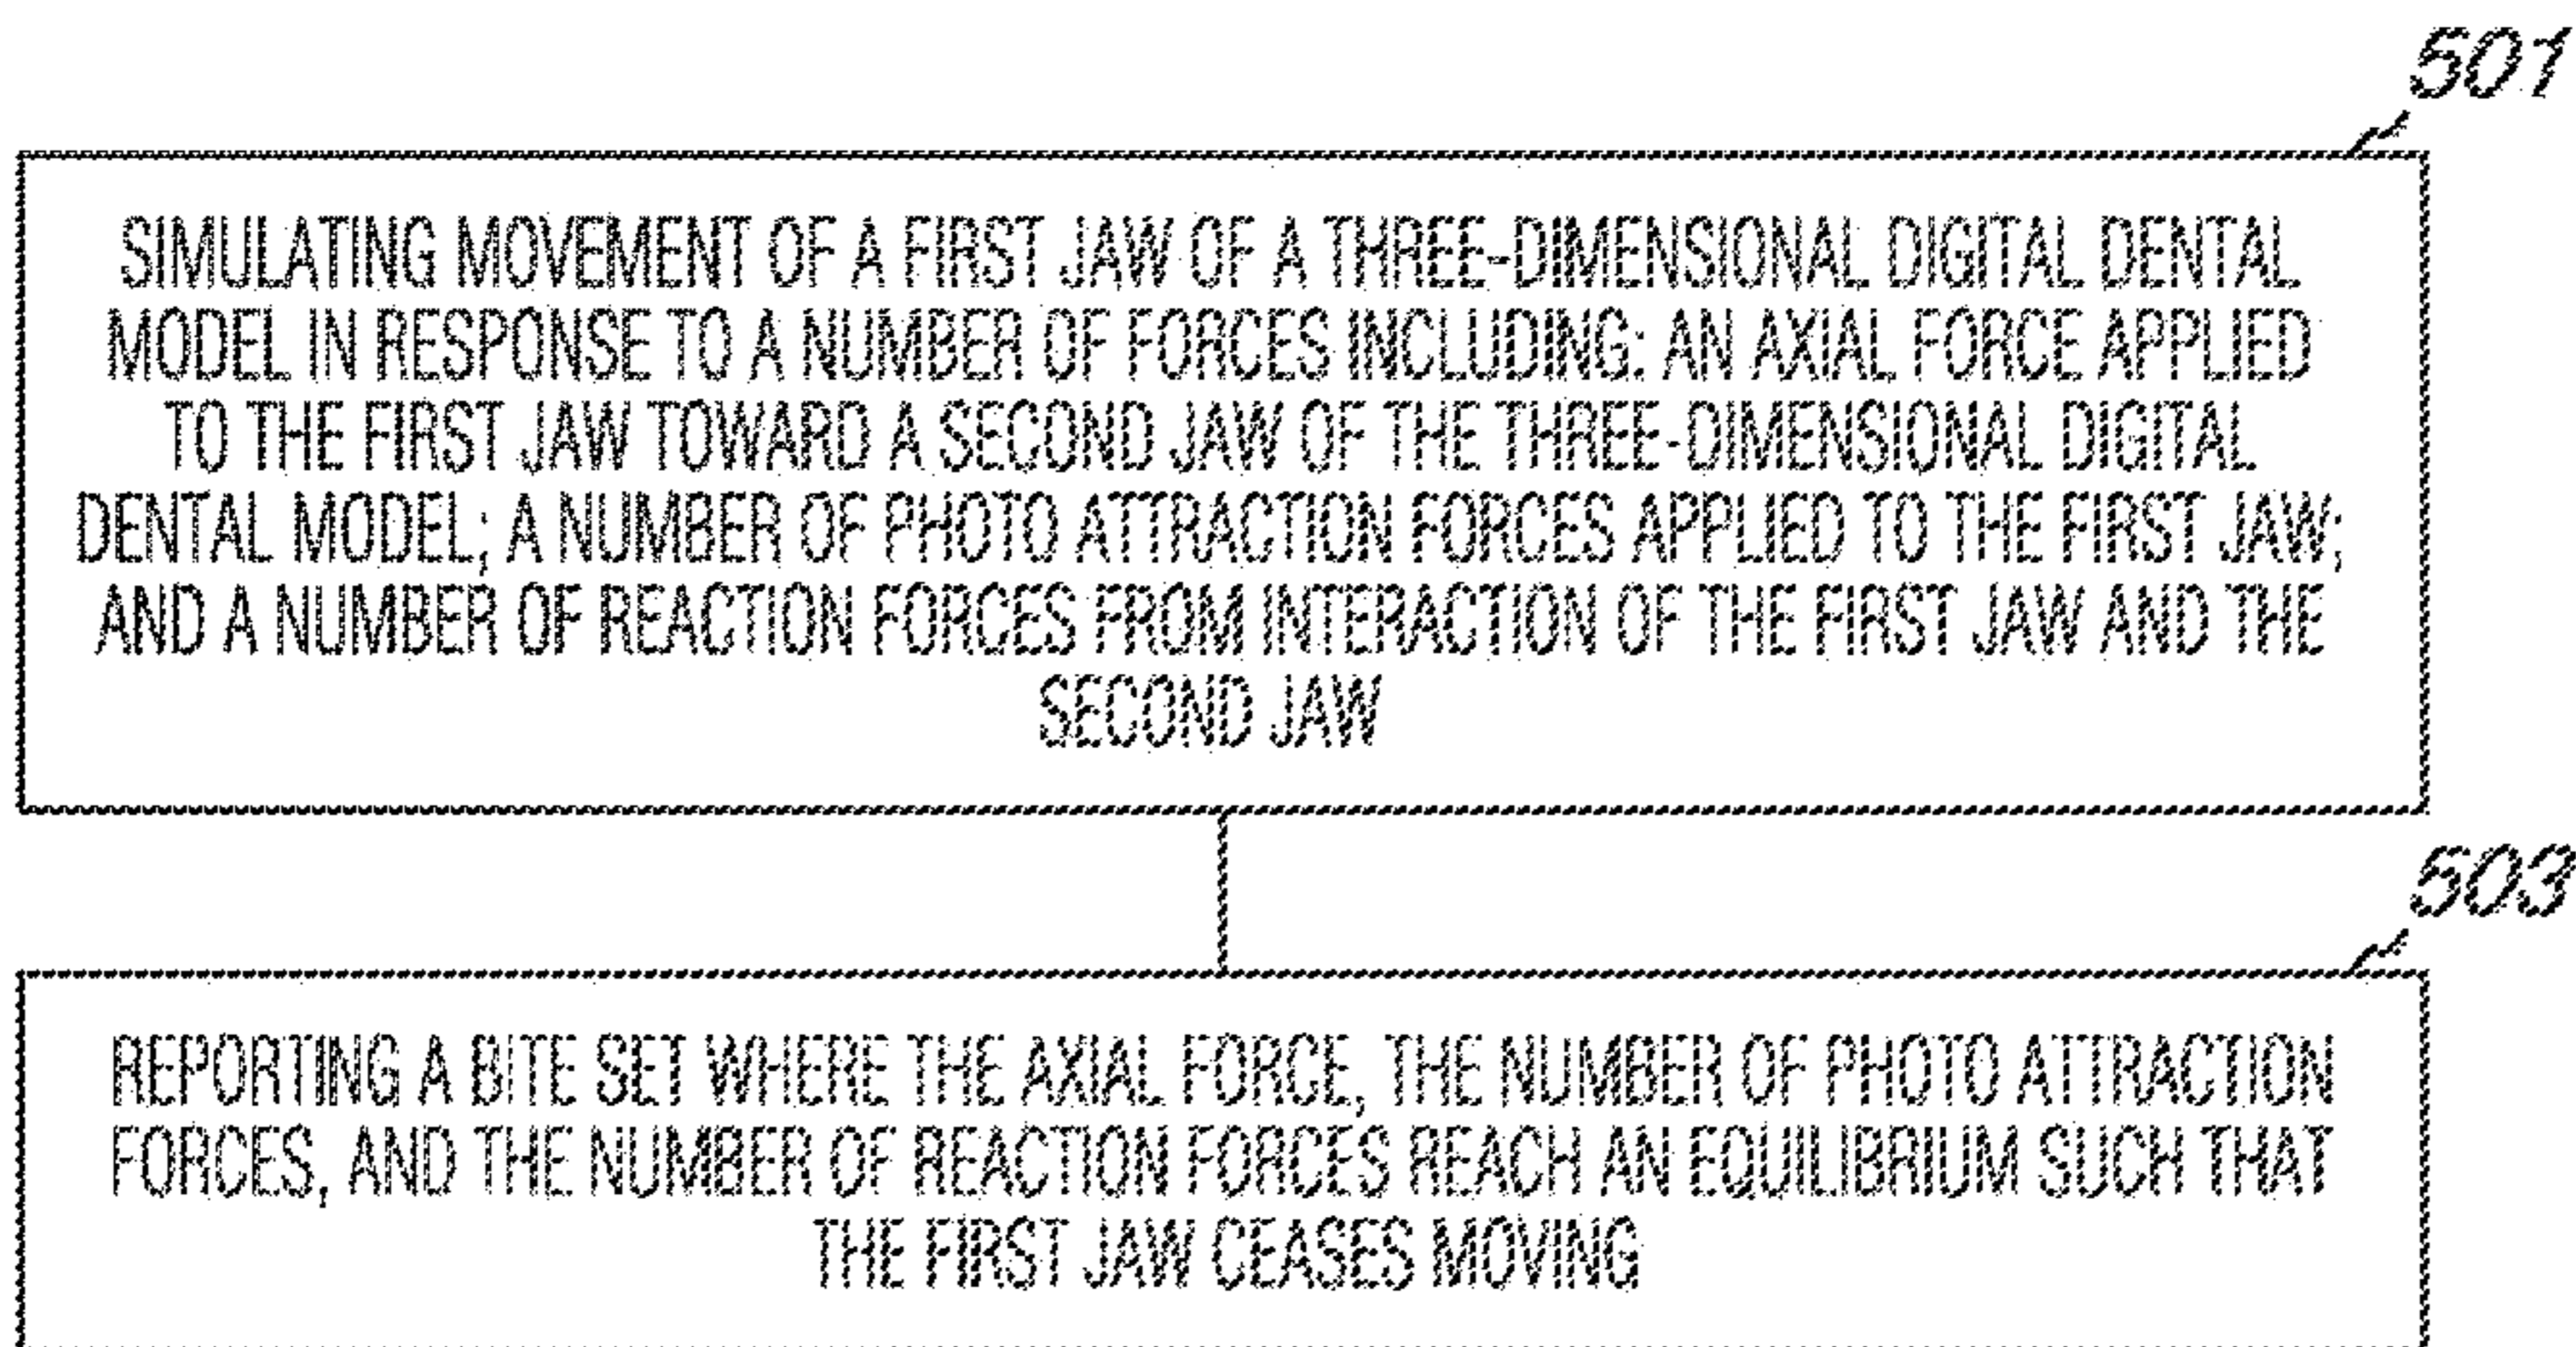 501
SIMULATING MOVEMENT OF A FIRST JAW OF A THREE-DIMENSIONAL DIGITAL DENTAL
MODEL IN RESPONSE TO A NUMBER OF FORCES INCLUDING: AN AXIAL FORCE APPLIED
TO THE FIRST JAW TOWARD A SECOND JAW OF THE THREE-DIMENSIONAL DIGITAL
DENTAL MODEL; A NUMBER OF PHOTO ATTRACTION FORCES APPLIED TO THE FIRST JAW;
AND A NUMBER OF REACTION FORCES FROM INTERACTION OF THE FIRST JAW AND THE
SECOND JAW
503
REPORTING A BITE SET WHERE THE AXIAL FORCE, THE NUMBER OF PHOTO ATTRACTION
FORCES, AND THE NUMBER OF REACTION FORCES REACH AN EQUILIBRIUM SUCH THAT
THE FIRST JAW CEASES MOVING